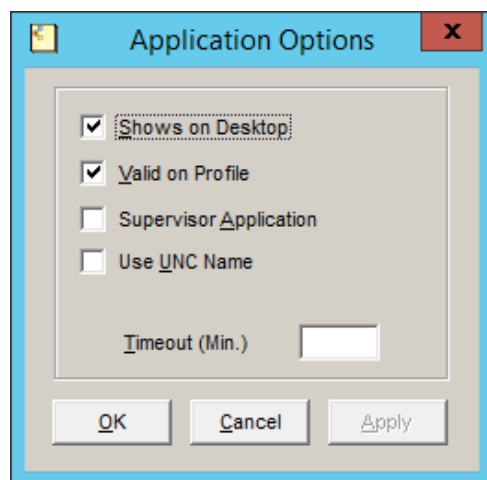 Application Options
x
Shows on Desktop
Valid on Profile
Supervisor Application
Use UNC Name
Timeout (Min.)
OK Cancel Apply